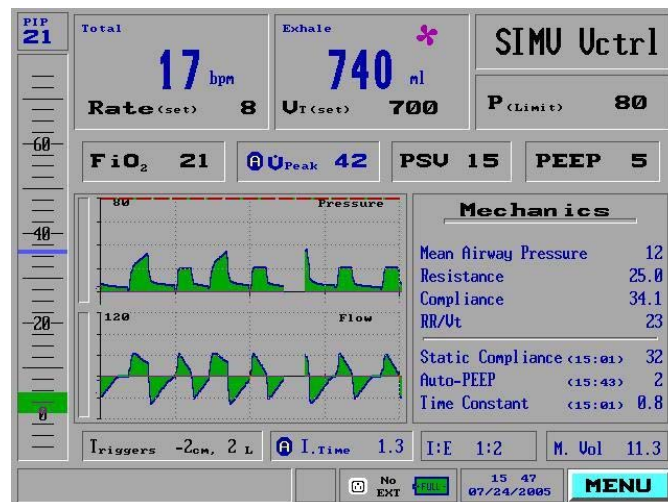 PIP
21
Total
17 bpm
Rate (set) 8
Exhale
740 ml
VT (set) 700
SIMV Vctrl
P (Limit) 80
FiO2 21
A V̇Peak 42
PSV 15
PEEP 5
60
40
20
0
80 Pressure
120 Flow
Mechanics
Mean Airway Pressure 12
Resistance 25.0
Compliance 34.1
RR/Vt 23
Static Compliance (15:01) 32
Auto-PEEP (15:43) 2
Time Constant (15:01) 0.8
Triggers -2cm, 2 L
A I.Time 1.3
I:E 1:2
M. Vol 11.3
No
EXT
FULL
15 47
07/24/2005
MENU